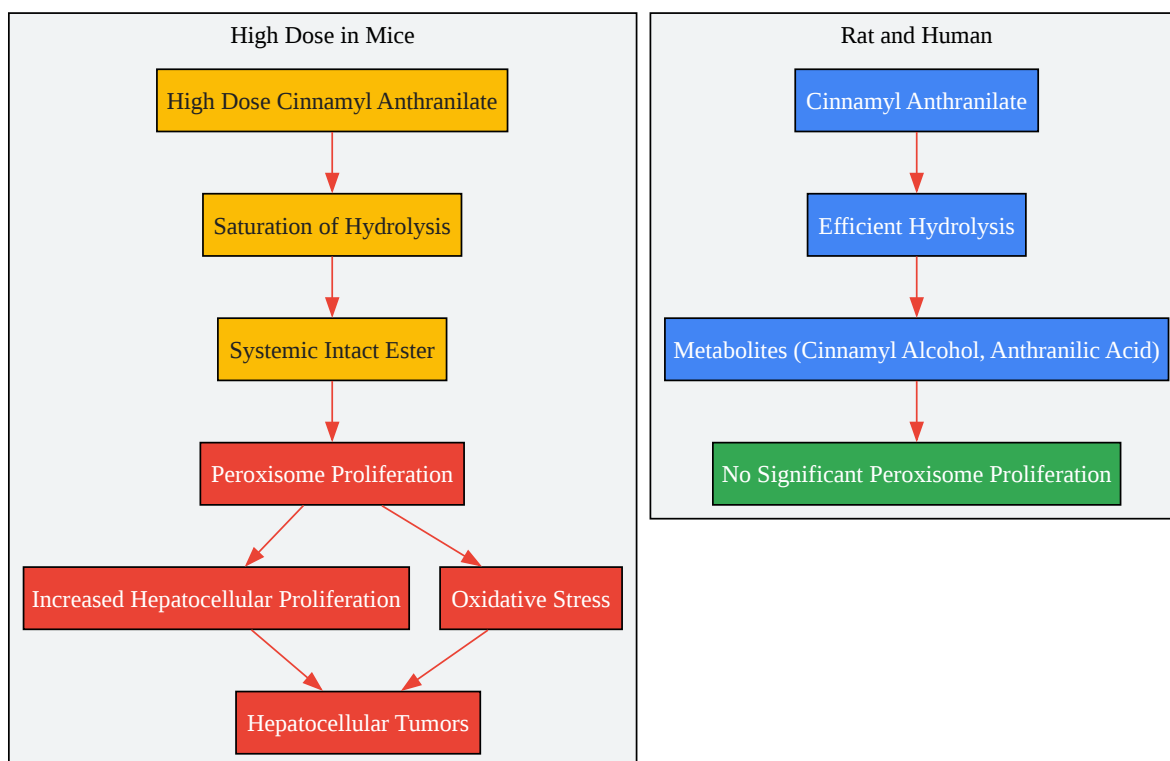 High Dose in Mice
High Dose Cinnamyl Anthranilate
Saturation of Hydrolysis
Systemic Intact Ester
Peroxisome Proliferation
Increased Hepatocellular Proliferation
Oxidative Stress
Hepatocellular Tumors
Rat and Human
Cinnamyl Anthranilate
Efficient Hydrolysis
Metabolites (Cinnamyl Alcohol, Anthranilic Acid)
No Significant Peroxisome Proliferation